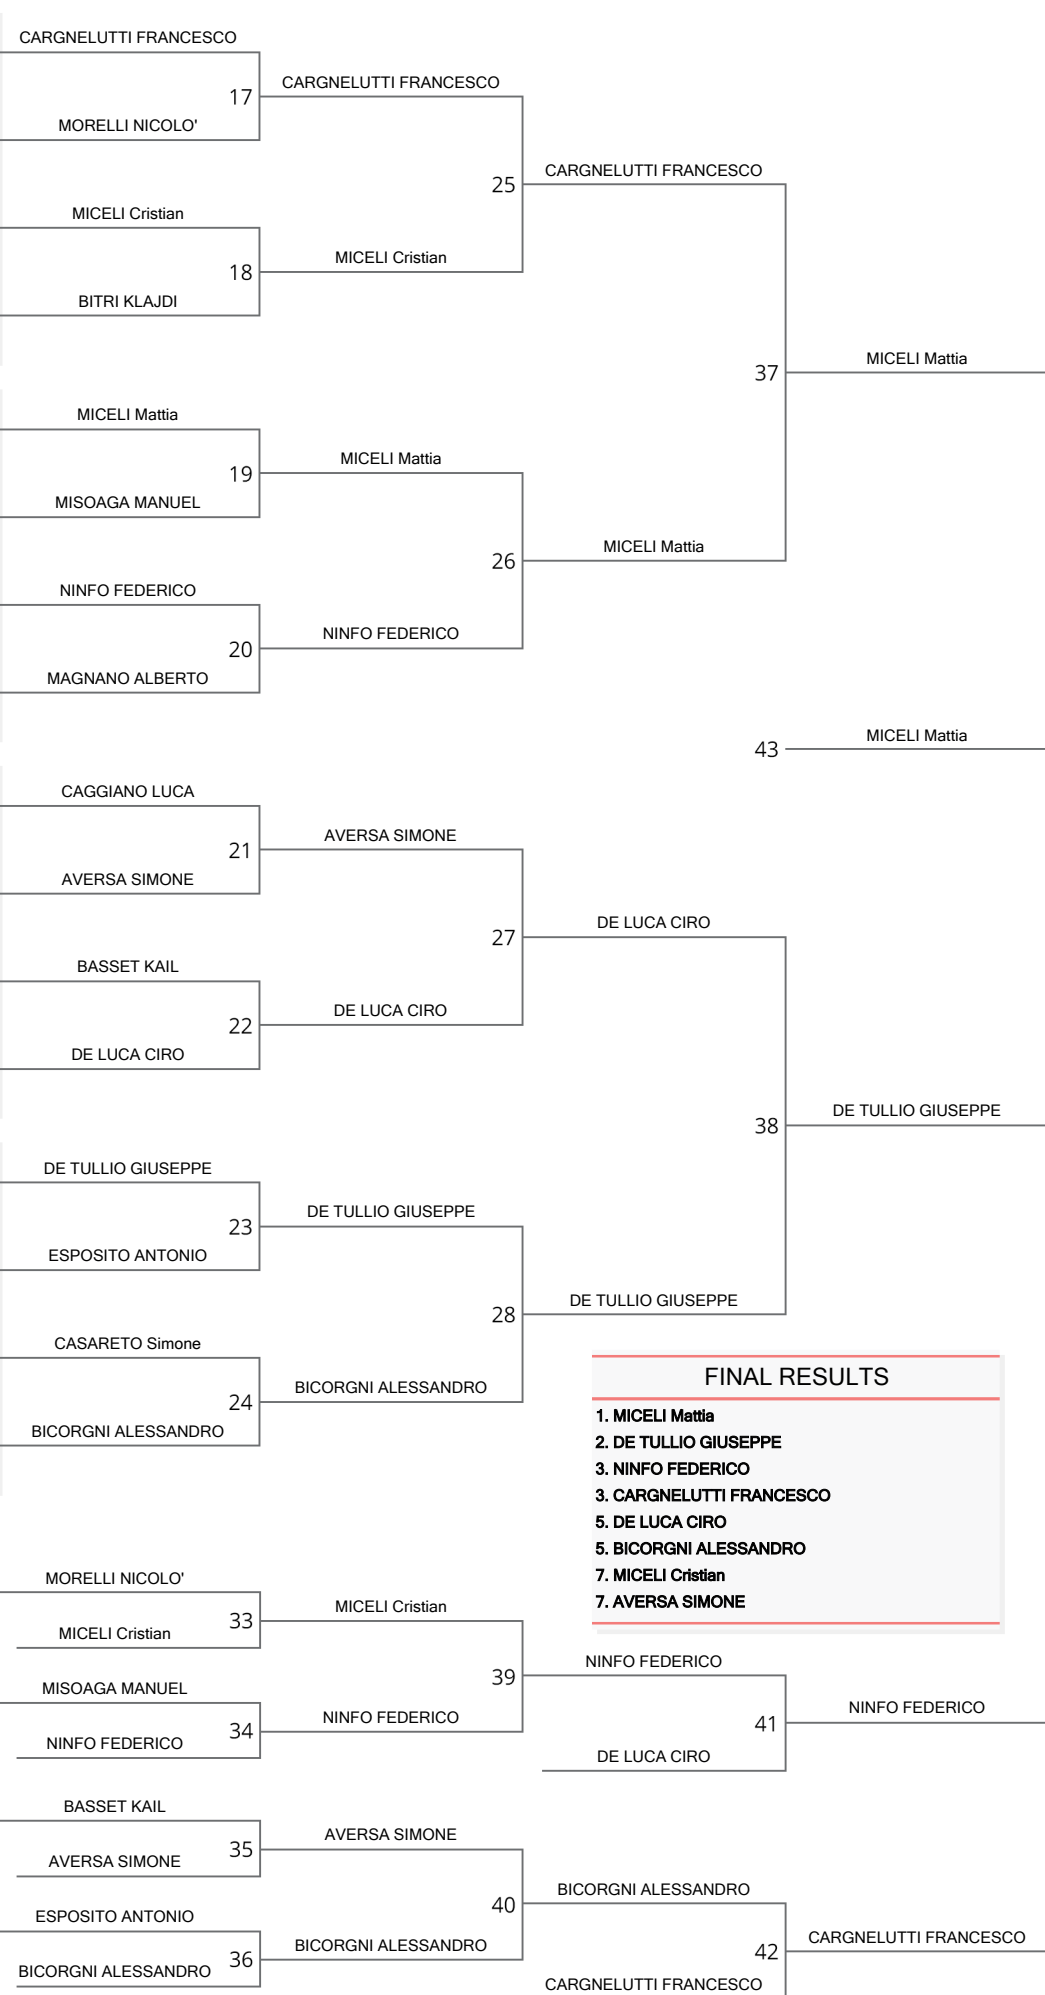 CARGNELUTTI FRANCESCO
17
CARGNELUTTI FRANCESCO
MORELLI NICOLO'
25
CARGNELUTTI FRANCESCO
MICELI Cristian
18
MICELI Cristian
BITRI KLAJDI
37
MICELI Mattia
MICELI Mattia
19
MICELI Mattia
MISOAGA MANUEL
26
MICELI Mattia
NINFO FEDERICO
20
NINFO FEDERICO
MAGNANO ALBERTO
43
MICELI Mattia
CAGGIANO LUCA
21
AVERSA SIMONE
AVERSA SIMONE
27
DE LUCA CIRO
BASSET KAIL
22
DE LUCA CIRO
DE LUCA CIRO
38
DE TULLIO GIUSEPPE
DE TULLIO GIUSEPPE
23
DE TULLIO GIUSEPPE
ESPOSITO ANTONIO
28
DE TULLIO GIUSEPPE
CASARETO Simone
24
BICORGNI ALESSANDRO
BICORGNI ALESSANDRO
FINAL RESULTS
1. MICELI Mattia
2. DE TULLIO GIUSEPPE
3. NINFO FEDERICO
3. CARGNELUTTI FRANCESCO
5. DE LUCA CIRO
5. BICORGNI ALESSANDRO
7. MICELI Cristian
7. AVERSA SIMONE
MORELLI NICOLO'
33
MICELI Cristian
MICELI Cristian
39
NINFO FEDERICO
MISOAGA MANUEL
34
NINFO FEDERICO
NINFO FEDERICO
41
NINFO FEDERICO
DE LUCA CIRO
BASSET KAIL
35
AVERSA SIMONE
AVERSA SIMONE
40
BICORGNI ALESSANDRO
ESPOSITO ANTONIO
36
BICORGNI ALESSANDRO
BICORGNI ALESSANDRO
42
CARGNELUTTI FRANCESCO
CARGNELUTTI FRANCESCO